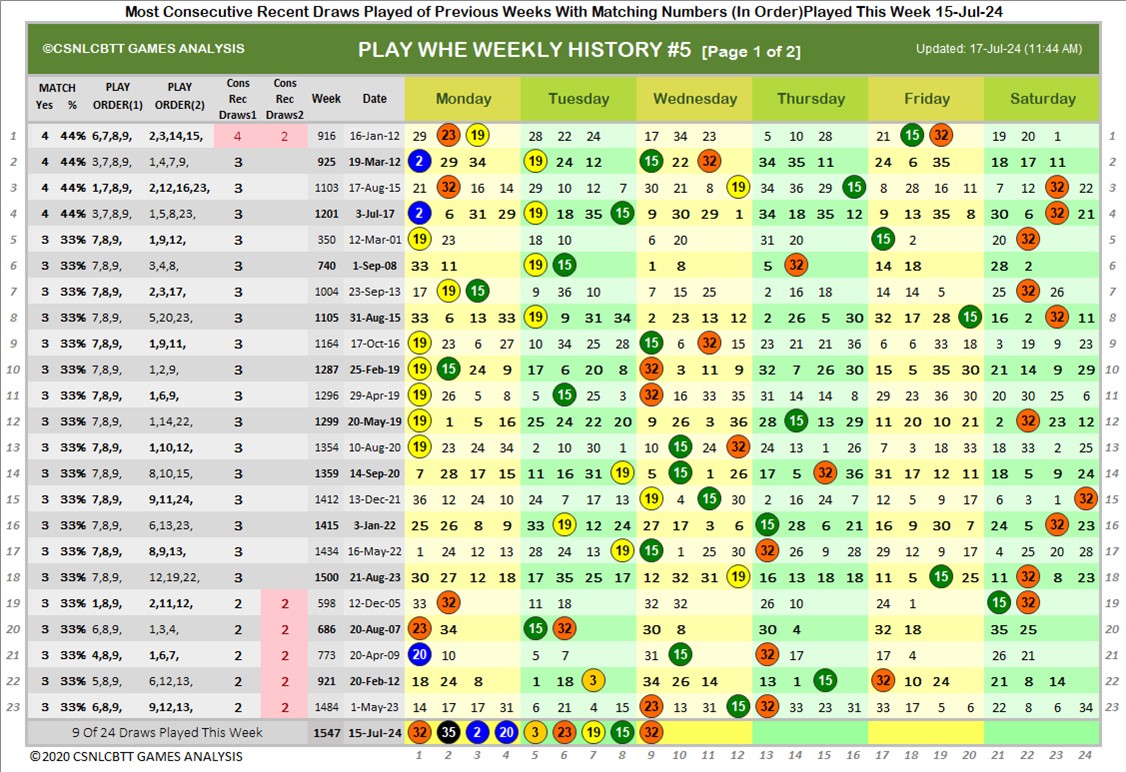 Most Consecutive Recent Draws Played of Previous Weeks With Matching Numbers (In Order)Played This Week 15-Jul-24
©CSNLCBTT GAMES ANALYSIS PLAY WHE WEEKLY HISTORY #5 [Page 1 of 2] Updated: 17-Jul-24 (11:44 AM)
MATCH Yes % PLAY ORDER(1) PLAY ORDER(2) Cons Rec Draws1 Cons Rec Draws2 Week Date Monday Tuesday Wednesday Thursday Friday Saturday
1 4 44% 6,7,8,9, 2,3,14,15, 4 2 916 16-Jan-12 29 23 19 28 22 24 17 34 23 5 10 28 21 15 32 19 20 1 1
2 4 44% 3,7,8,9, 1,4,7,9, 3 925 19-Mar-12 2 29 34 19 24 12 15 22 32 34 35 11 24 6 35 18 17 11 2
3 4 44% 1,7,8,9, 2,12,16,23, 3 1103 17-Aug-15 21 32 16 14 29 10 12 7 30 21 8 19 34 36 29 15 8 28 16 11 7 12 32 22 3
4 4 44% 3,7,8,9, 1,5,8,23, 3 1201 3-Jul-17 2 6 31 29 19 18 35 15 9 30 29 1 34 18 35 12 9 13 35 8 30 6 32 21 4
5 3 33% 7,8,9, 1,9,12, 3 350 12-Mar-01 19 23 18 10 6 20 31 20 15 2 20 32 5
6 3 33% 7,8,9, 3,4,8, 3 740 1-Sep-08 33 11 19 15 1 8 5 32 14 18 28 2 6
7 3 33% 7,8,9, 2,3,17, 3 1004 23-Sep-13 17 19 15 9 36 10 7 15 25 2 16 18 14 14 5 25 32 26 7
8 3 33% 7,8,9, 5,20,23, 3 1105 31-Aug-15 33 6 13 33 19 9 31 34 2 23 13 12 2 26 5 30 32 17 28 15 16 2 32 11 8
9 3 33% 7,8,9, 1,9,11, 3 1164 17-Oct-16 19 23 6 27 10 34 25 28 15 6 32 15 23 21 21 36 6 6 33 18 3 19 9 23 9
10 3 33% 7,8,9, 1,2,9, 3 1287 25-Feb-19 19 15 24 9 17 6 20 8 32 3 11 9 32 7 26 30 15 5 35 30 21 14 9 29 10
11 3 33% 7,8,9, 1,6,9, 3 1296 29-Apr-19 19 26 5 8 5 15 25 3 32 16 33 35 31 14 14 8 29 23 36 30 20 30 25 6 11
12 3 33% 7,8,9, 1,14,22, 3 1299 20-May-19 19 1 5 16 25 24 22 20 9 26 3 36 28 15 13 29 11 20 10 21 2 32 23 12 12
13 3 33% 7,8,9, 1,10,12, 3 1354 10-Aug-20 19 23 24 34 2 10 30 1 10 15 24 32 24 13 1 26 7 3 18 33 18 33 2 25 13
14 3 33% 7,8,9, 8,10,15, 3 1359 14-Sep-20 7 28 17 15 11 16 31 19 5 15 1 26 17 5 32 36 31 17 12 11 18 5 9 24 14
15 3 33% 7,8,9, 9,11,24, 3 1412 13-Dec-21 36 12 24 10 24 7 17 13 19 4 15 30 2 16 24 7 12 5 9 17 6 3 1 32 15
16 3 33% 7,8,9, 6,13,23, 3 1415 3-Jan-22 25 26 8 9 33 19 12 24 27 17 3 6 15 28 6 21 16 9 30 7 24 5 32 23 16
17 3 33% 7,8,9, 8,9,13, 3 1434 16-May-22 1 24 12 13 28 24 13 19 15 1 25 30 32 26 9 28 29 12 9 17 4 25 20 28 17
18 3 33% 7,8,9, 12,19,22, 3 1500 21-Aug-23 30 27 12 18 17 35 25 17 12 32 31 19 16 13 18 18 11 5 15 25 11 32 8 23 18
19 3 33% 1,8,9, 2,11,12, 2 2 598 12-Dec-05 33 32 11 18 32 32 26 10 24 1 15 32 19
20 3 33% 6,8,9, 1,3,4, 2 2 686 20-Aug-07 23 34 15 32 30 8 30 4 32 18 35 25 20
21 3 33% 4,8,9, 1,6,7, 2 2 773 20-Apr-09 20 10 5 7 31 15 32 17 17 4 26 21 21
22 3 33% 5,8,9, 6,12,13, 2 2 921 20-Feb-12 18 24 8 1 18 3 34 26 14 13 1 15 32 10 24 21 8 14 22
23 3 33% 6,8,9, 9,12,13, 2 2 1484 1-May-23 14 17 17 31 6 21 4 15 23 13 31 15 32 33 23 31 33 17 5 6 22 8 6 34 23
9 Of 24 Draws Played This Week 1547 15-Jul-24 32 35 2 20 3 23 19 15 32
©2020 CSNLCBTT GAMES ANALYSIS 1 2 3 4 5 6 7 8 9 10 11 12 13 14 15 16 17 18 19 20 21 22 23 24